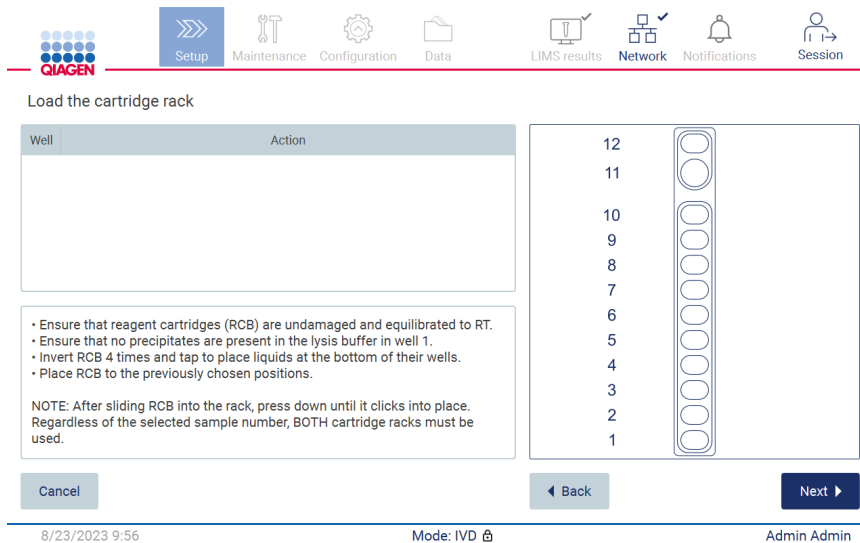 QIAGEN
Setup
Maintenance
Configuration
Data
LIMS results
Network
Notifications
Session
Load the cartridge rack
Well Action
• Ensure that reagent cartridges (RCB) are undamaged and equilibrated to RT.
• Ensure that no precipitates are present in the lysis buffer in well 1.
• Invert RCB 4 times and tap to place liquids at the bottom of their wells.
• Place RCB to the previously chosen positions.
NOTE: After sliding RCB into the rack, press down until it clicks into place.
Regardless of the selected sample number, BOTH cartridge racks must be
used.
12
11
10
9
8
7
6
5
4
3
2
1
Cancel
Back
Next
8/23/2023 9:56
Mode: IVD
Admin Admin